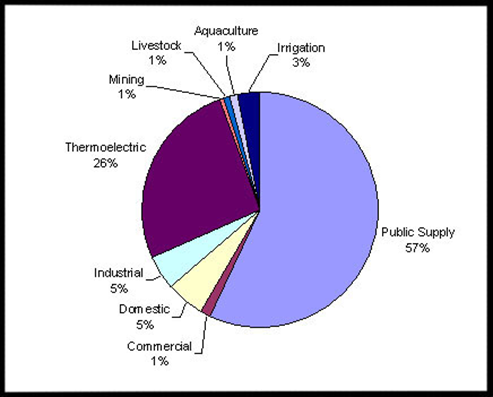 Aquaculture
1%
Livestock
1%
Irrigation
3%
Mining
1%
Thermoelectric
26%
Public Supply
57%
Industrial
5%
Domestic
5%
Commercial
1%